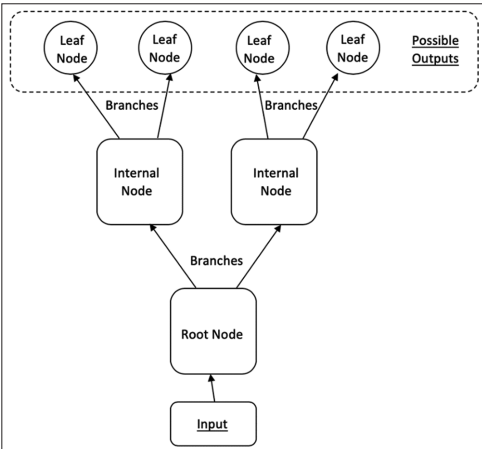 Leaf
Node
Leaf
Node
Leaf
Node
Leaf
Node
Possible
Outputs
Branches
Branches
Internal
Node
Internal
Node
Branches
Root Node
Input